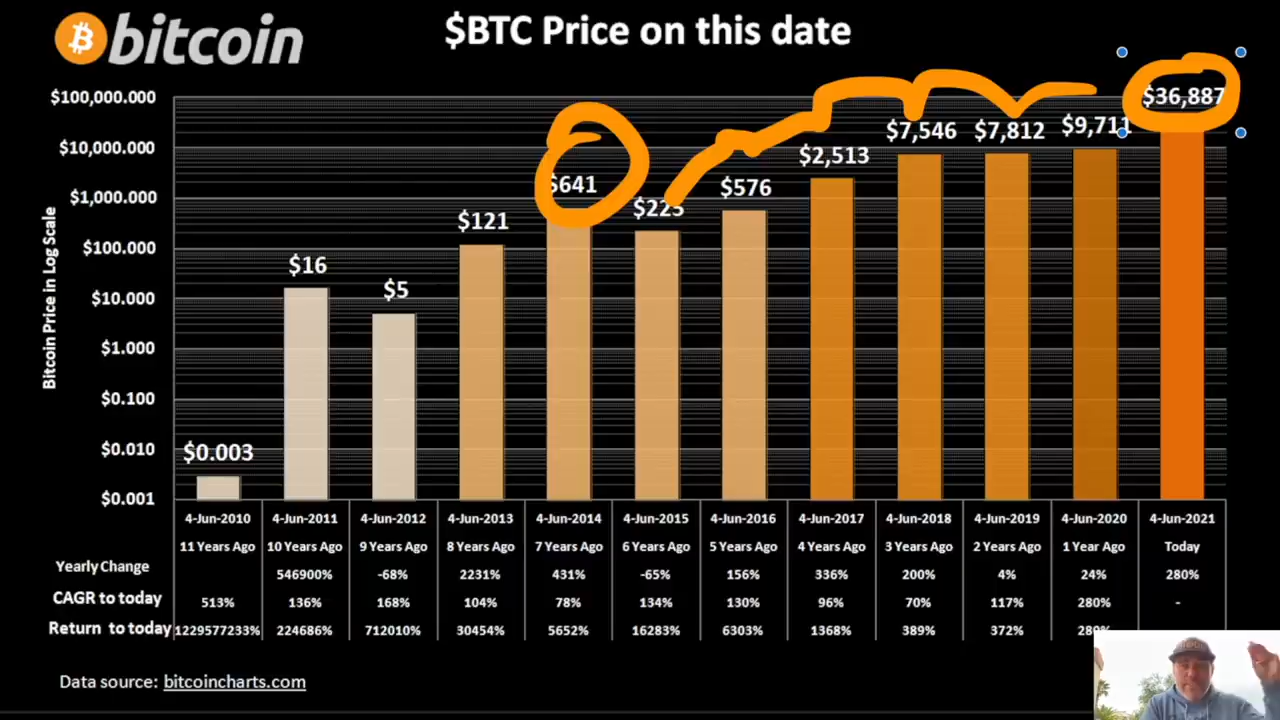 bitcoin
$BTC Price on this date
Bitcoin Price in Log Scale
$100,000.000
$10,000.000
$1,000.000
$100.000
$10.000
$1.000
$0.100
$0.010
$0.001
$0.003 $16 $5 $121 $641 $223 $576 $2,513 $7,546 $7,812 $9,711 $36,887
4-Jun-2010 4-Jun-2011 4-Jun-2012 4-Jun-2013 4-Jun-2014 4-Jun-2015 4-Jun-2016 4-Jun-2017 4-Jun-2018 4-Jun-2019 4-Jun-2020 4-Jun-2021
11 Years Ago 10 Years Ago 9 Years Ago 8 Years Ago 7 Years Ago 6 Years Ago 5 Years Ago 4 Years Ago 3 Years Ago 2 Years Ago 1 Year Ago Today
Yearly Change 546900% -68% 2231% 431% -65% 156% 336% 200% 4% 24% 280%
CAGR to today 513% 136% 168% 104% 78% 134% 130% 96% 70% 117% 280% -
Return to today 1229577233% 224686% 712010% 30454% 5652% 16283% 6303% 1368% 389% 372% 280%
Data source: bitcoincharts.com